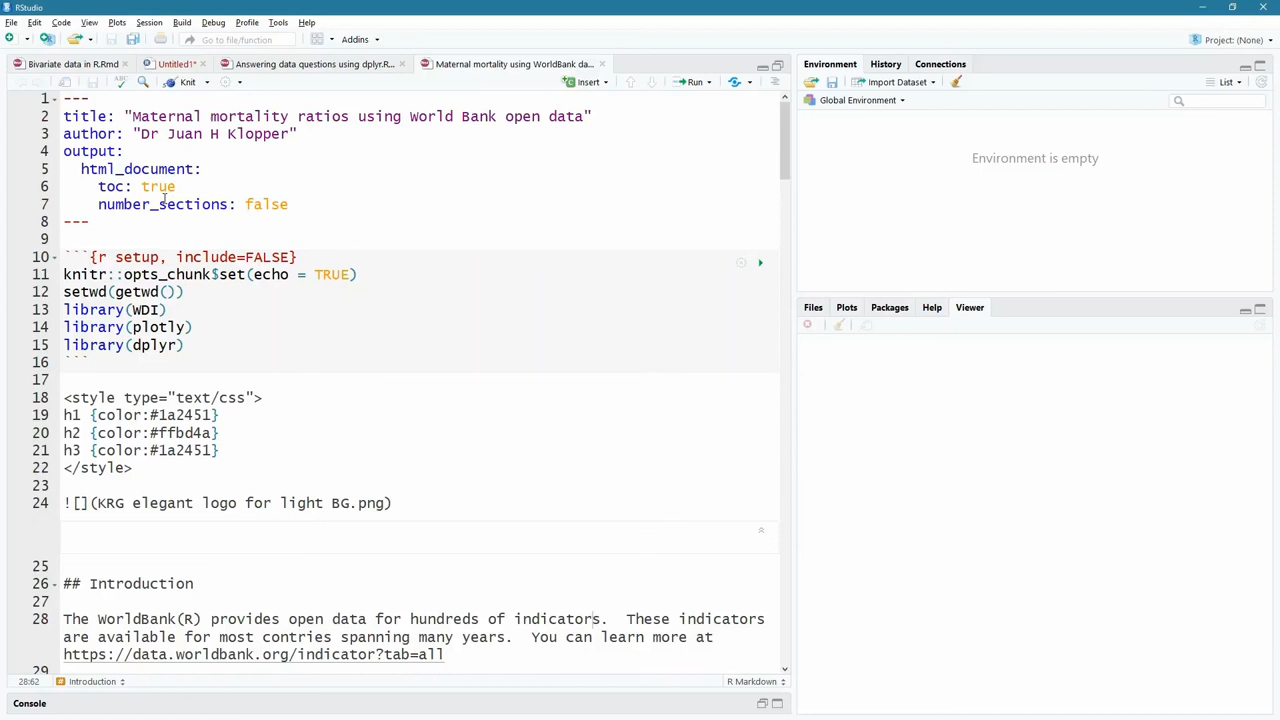 RStudio
File Edit Code View Plots Session Build Debug Profile Tools Help
Go to file/function Addins Project: (None)
Bivariate data in R.Rmd Untitled1* Answering data questions using dplyr.R... Maternal mortality using WorldBank da...
Environment History Connections
ABC Knit Insert Run
Import Dataset List
Global Environment
Environment is empty
1 ---
2 title: "Maternal mortality ratios using World Bank open data"
3 author: "Dr Juan H Klopper"
4 output:
5 html_document:
6 toc: true
7 number_sections: false
8 ---
9
10 ```{r setup, include=FALSE}
11 knitr::opts_chunk$set(echo = TRUE)
12 setwd(getwd())
13 library(WDI)
14 library(plotly)
15 library(dplyr)
16 ```
17
18 <style type="text/css">
19 h1 {color:#1a2451}
20 h2 {color:#ffbd4a}
21 h3 {color:#1a2451}
22 </style>
23
24 ![](KRG elegant logo for light BG.png)
25
26 ## Introduction
27
28 The WorldBank(R) provides open data for hundreds of indicators. These indicators
are available for most contries spanning many years. You can learn more at
https://data.worldbank.org/indicator?tab=all
29
28:62 Introduction R Markdown
Console
Files Plots Packages Help Viewer